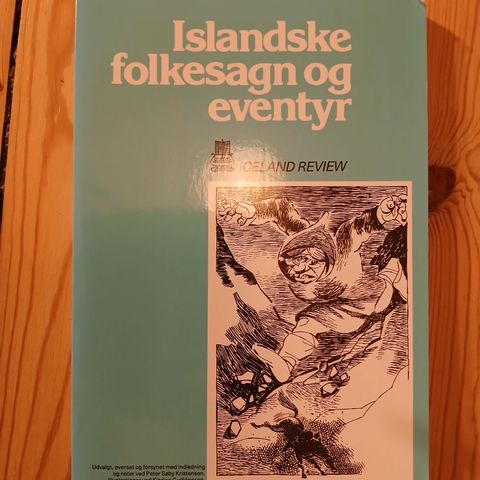 Islandske
folkesagn og
eventyr
ICELAND REVIEW
Udvalgt, oversat og forsynet med indledning
og noter ved Peter Søby Kristensen.